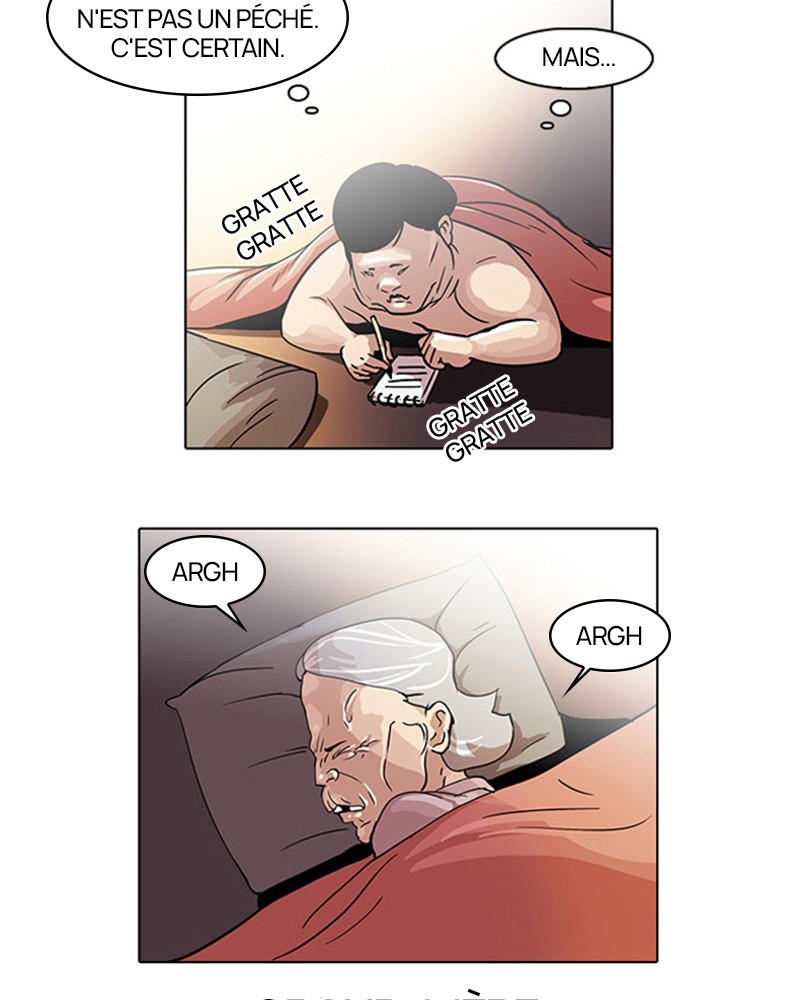 N'EST PAS UN PÉCHÉ.
C'EST CERTAIN.
MAIS...
GRATTE
GRATTE
GRATTE
GRATTE
ARGH
ARGH